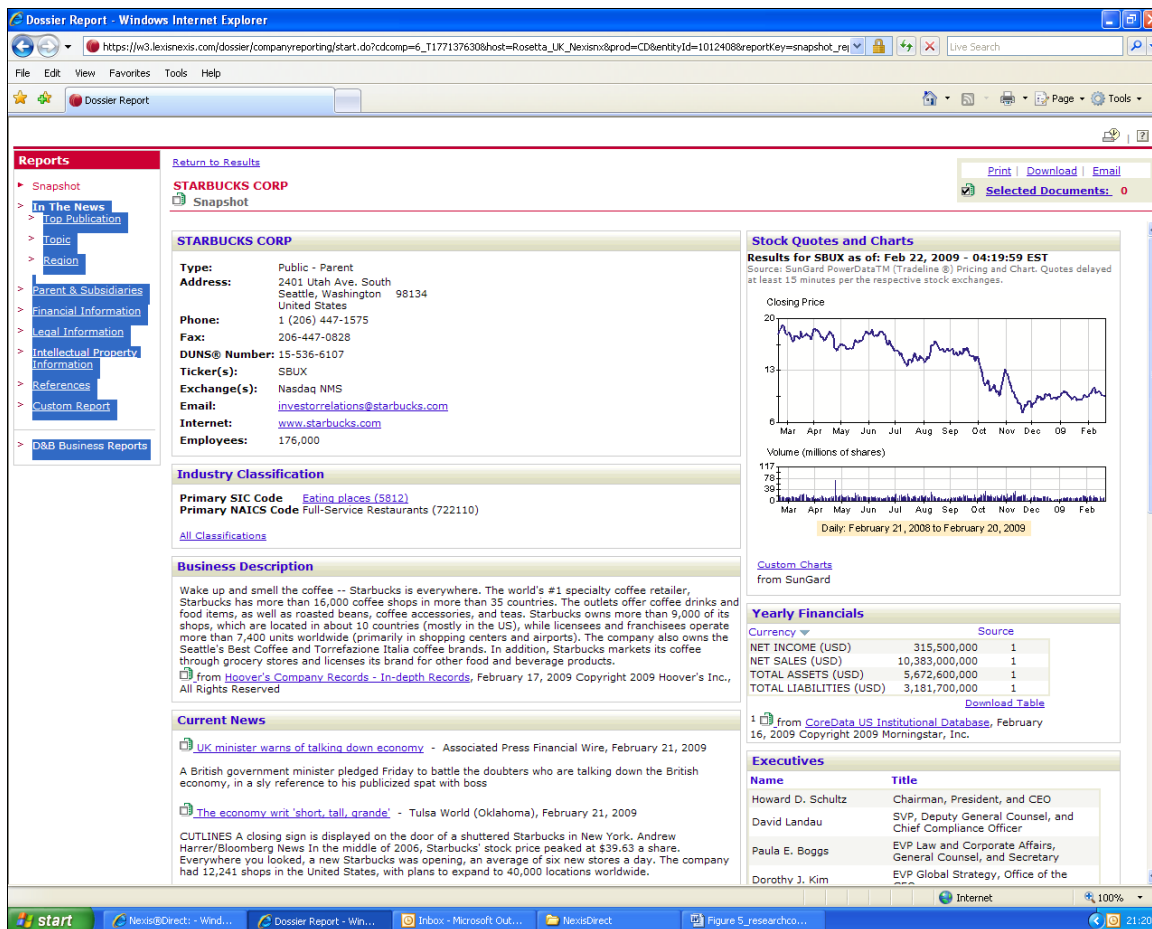 Dossier Report - Windows Internet Explorer
https://w3.lexisnexis.com/dossier/companyreporting/start.do?cdcomp=6_T177137630&host=Rosetta_UK_Nexisnx&prod=CD&entityId=1012408&reportKey=snapshot_re
Live Search
File Edit View Favorites Tools Help
Dossier Report
Page Tools
Reports
Snapshot
In The News
Top Publication
Topic
Region
Parent & Subsidiaries
Financial Information
Legal Information
Intellectual Property
Information
References
Custom Report
D&B Business Reports
Return to Results
Print | Download | Email
Selected Documents: 0
STARBUCKS CORP
Snapshot
STARBUCKS CORP
Type: Public - Parent
Address: 2401 Utah Ave. South
Seattle, Washington 98134
United States
Phone: 1 (206) 447-1575
Fax: 206-447-0828
DUNS® Number: 15-536-6107
Ticker(s): SBUX
Exchange(s): Nasdaq NMS
Email: investorrelations@starbucks.com
Internet: www.starbucks.com
Employees: 176,000
Industry Classification
Primary SIC Code Eating places (5812)
Primary NAICS Code Full-Service Restaurants (722110)
All Classifications
Business Description
Wake up and smell the coffee -- Starbucks is everywhere. The world's #1 specialty coffee retailer,
Starbucks has more than 16,000 coffee shops in more than 35 countries. The outlets offer coffee drinks and
food items, as well as roasted beans, coffee accessories, and teas. Starbucks owns more than 9,000 of its
shops, which are located in about 10 countries (mostly in the US), while licensees and franchisees operate
more than 7,400 units worldwide (primarily in shopping centers and airports). The company also owns the
Seattle's Best Coffee and Torrefazione Italia coffee brands. In addition, Starbucks markets its coffee
through grocery stores and licenses its brand for other food and beverage products.
from Hoover's Company Records - In-depth Records, February 17, 2009 Copyright 2009 Hoover's Inc.,
All Rights Reserved
Current News
UK minister warns of talking down economy - Associated Press Financial Wire, February 21, 2009
A British government minister pledged Friday to battle the doubters who are talking down the British
economy, in a sly reference to his publicized spat with boss
The economy writ 'short, tall, grande' - Tulsa World (Oklahoma), February 21, 2009
CUTLINES A closing sign is displayed on the door of a shuttered Starbucks in New York. Andrew
Harrer/Bloomberg News In the middle of 2006, Starbucks' stock price peaked at $39.63 a share.
Everywhere you looked, a new Starbucks was opening, an average of six new stores a day. The company
had 12,241 shops in the United States, with plans to expand to 40,000 locations worldwide.
Stock Quotes and Charts
Results for SBUX as of: Feb 22, 2009 - 04:19:59 EST
Source: SunGard PowerDataTM (Tradeline ®) Pricing and Chart. Quotes delayed
at least 15 minutes per the respective stock exchanges.
Closing Price
20
13
6
Mar Apr May Jun Jul Aug Sep Oct Nov Dec 09 Feb
Volume (millions of shares)
117
78
39
0
Mar Apr May Jun Jul Aug Sep Oct Nov Dec 09 Feb
Daily: February 21, 2008 to February 20, 2009
Custom Charts
from SunGard
Yearly Financials
Currency Source
NET INCOME (USD) 315,500,000 1
NET SALES (USD) 10,383,000,000 1
TOTAL ASSETS (USD) 5,672,600,000 1
TOTAL LIABILITIES (USD) 3,181,700,000 1
Download Table
1 from CoreData US Institutional Database, February
16, 2009 Copyright 2009 Morningstar, Inc.
Executives
Name Title
Howard D. Schultz Chairman, President, and CEO
David Landau SVP, Deputy General Counsel, and
Chief Compliance Officer
Paula E. Boggs EVP Law and Corporate Affairs,
General Counsel, and Secretary
Dorothy J. Kim EVP Global Strategy, Office of the
Internet 100%
start Nexis®Direct: - Wind... Dossier Report - Win... Inbox - Microsoft Out... NexisDirect Figure 5_researchco... 21:20